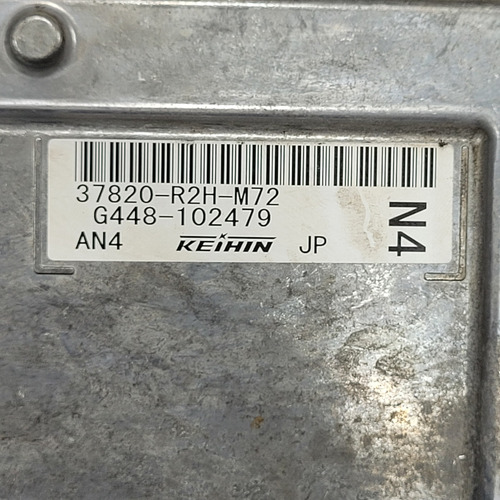 37820-R2H-M72
G448-102479
AN4 KEIHIN JP
N4